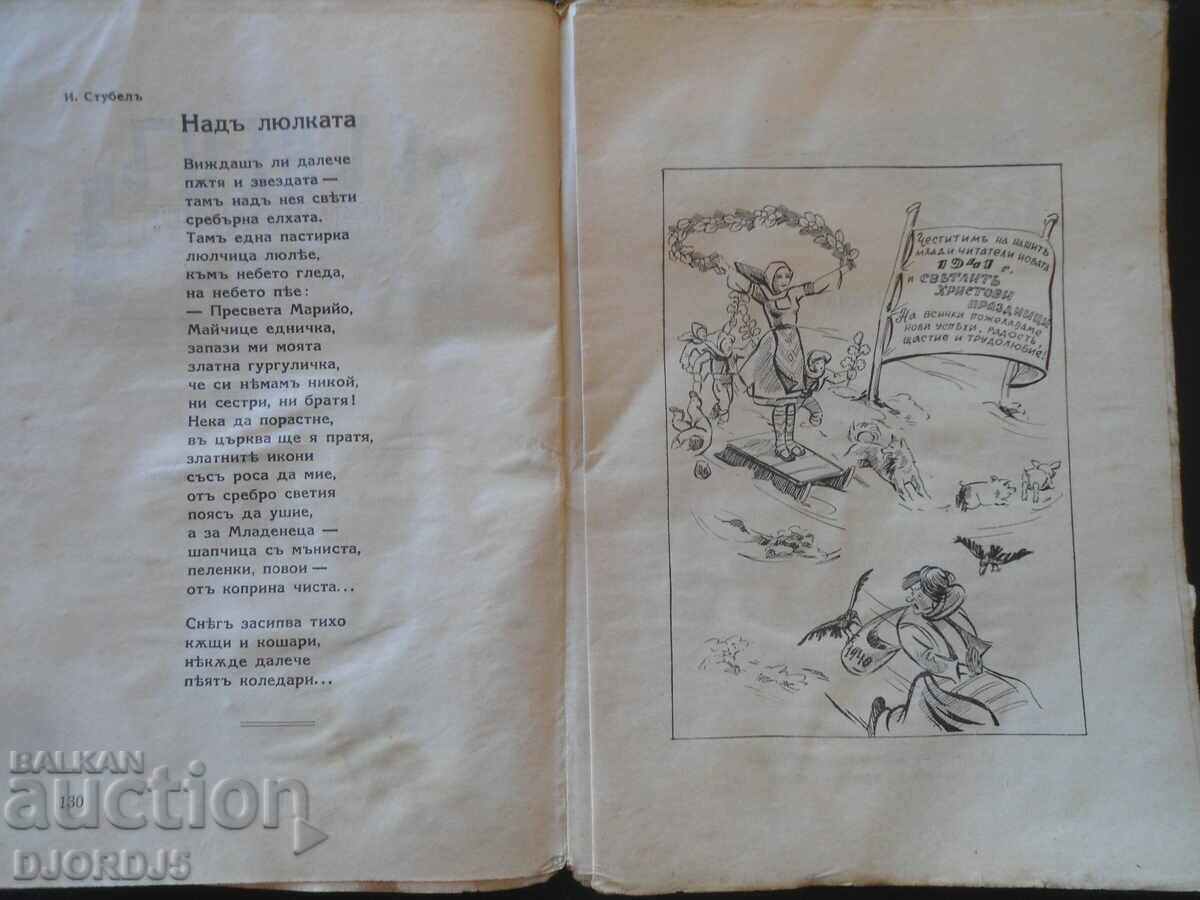 И. Стубелъ
Надъ люлката
Виждашъ ли далече
пѫтя и звездата —
тамъ надъ нея свѣти
сребърна елхата.
Тамъ една пастирка
люлчица люлѣе,
къмъ небето гледа,
на небето пѣе:
— Пресвета Марийо,
Майчице едничка,
запази ми моята
златна гургуличка,
че си нѣмамъ никой,
ни сестри, ни братя!
Нека да порастне,
въ църква ще я пратя,
златнитѣ икони
съсъ роса да мие,
отъ сребро светия
поясъ да ушие,
а за Младенеца —
шапчица съ мъниста,
пеленки, повои —
отъ коприна чиста...
Снѣгъ засипва тихо
кѫщи и кошари,
нѣкѫде далече
пѣятъ коледари...
130
Честитимъ на нашитѣ
млади читатели новата
1941 г.
и свѣтлитѣ
Христови
праздници
На всички пожелаваме
нови успѣхи, радость,
щастие и трудолюбие!
1940
BALKAN
auction
DJORDJ5